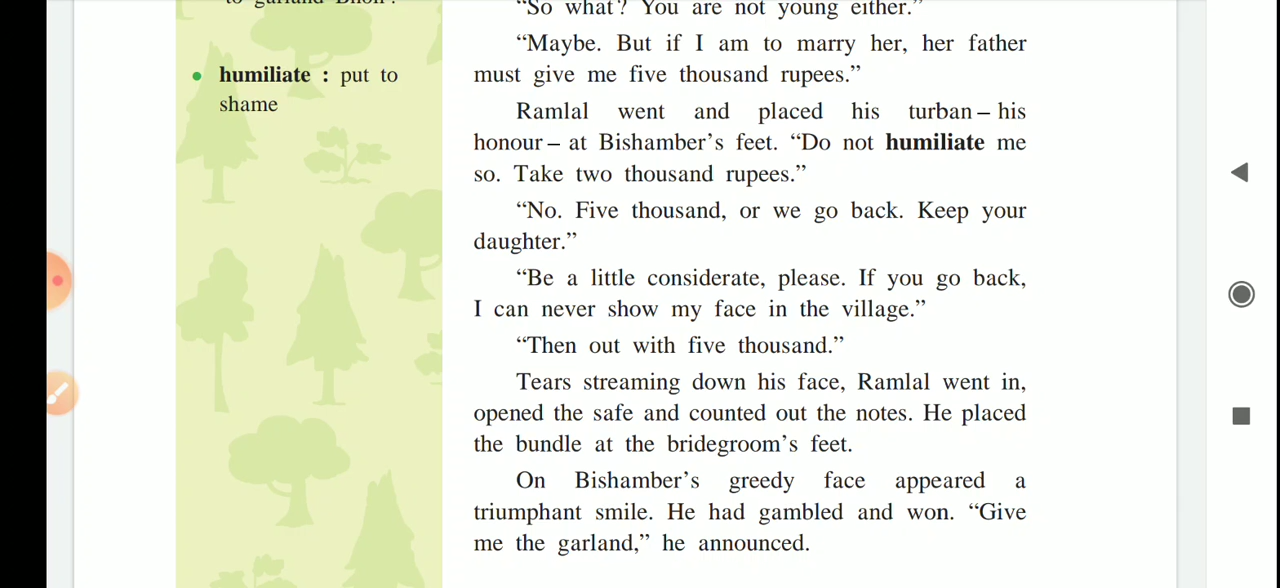 to garland Bholi.
• humiliate : put to
shame
“So what? You are not young either.”
“Maybe. But if I am to marry her, her father
must give me five thousand rupees.”
Ramlal went and placed his turban – his
honour – at Bishamber’s feet. “Do not humiliate me
so. Take two thousand rupees.”
“No. Five thousand, or we go back. Keep your
daughter.”
“Be a little considerate, please. If you go back,
I can never show my face in the village.”
“Then out with five thousand.”
Tears streaming down his face, Ramlal went in,
opened the safe and counted out the notes. He placed
the bundle at the bridegroom’s feet.
On Bishamber’s greedy face appeared a
triumphant smile. He had gambled and won. “Give
me the garland,” he announced.